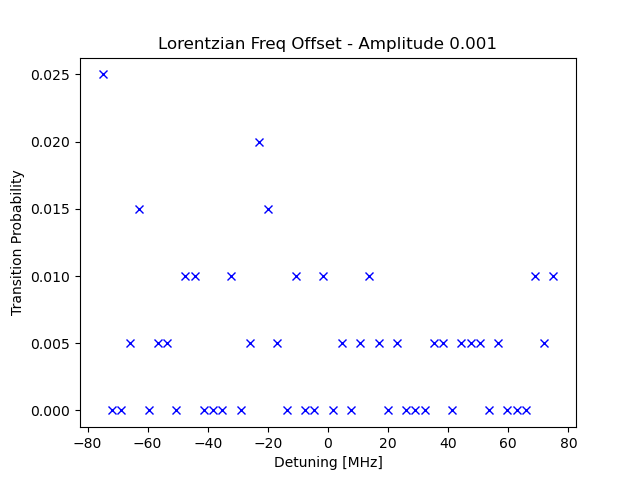 Lorentzian Freq Offset - Amplitude 0.001
Transition Probability
0.025
0.020
0.015
0.010
0.005
0.000
−80 −60 −40 −20 0 20 40 60 80
Detuning [MHz]